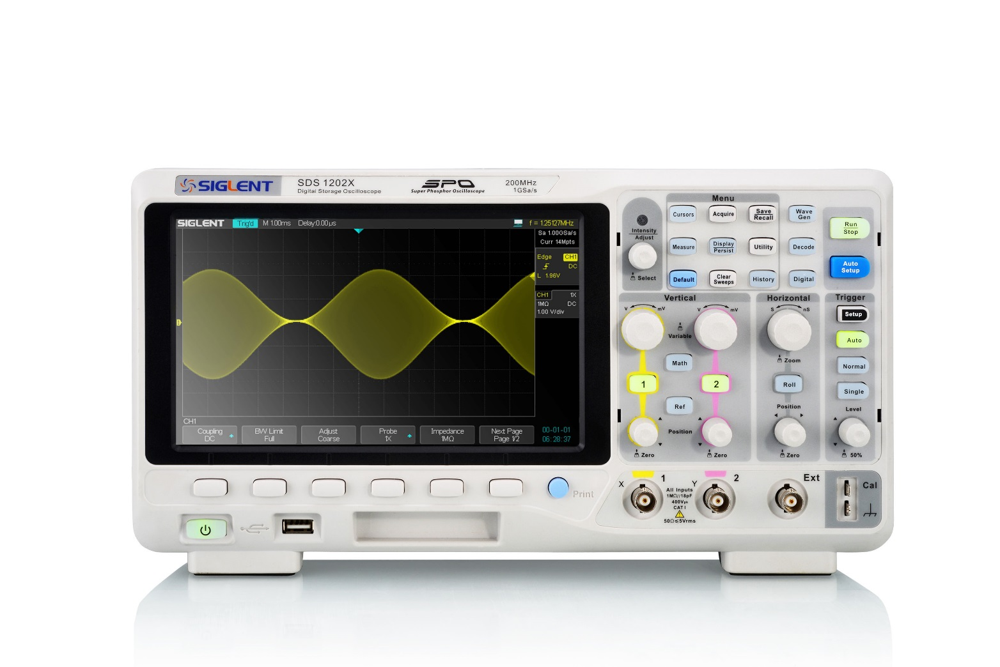 SIGLENT
SDS 1202X
Digital Storage Oscilloscope
SPO
Super Phosphor Oscilloscope
200MHz
1GSa/s
SIGLENT Trig'd M 1.00ms Delay:0.00µs f = 1.25127MHz
Sa 1.00GSa/s
Curr 14Mpts
Edge CH1
DC
L 1.96V
CH1 1X
1MΩ DC
1.00 V/div
1
CH1
Coupling
DC
BW Limit
Full
Adjust
Coarse
Probe
1X
Impedance
1MΩ
Next Page
Page 1/2
00-01-01
06:28:37
Print
Intensity
Adjust
Select
Menu
Cursors
Acquire
Save
Recall
Wave
Gen
Measure
Display
Persist
Utility
Decode
Default
Clear
Sweeps
History
Digital
Run
Stop
Auto
Setup
Vertical
V mV
V mV
Variable
Math
1
2
Ref
Position
Zero
Zero
Horizontal
S nS
Zoom
Roll
Position
Zero
Trigger
Setup
Auto
Normal
Single
Level
50%
X
1
Y
2
All Inputs
1MΩ//18pF
400Vpk
CAT I
50Ω≤5Vrms
Ext
Cal